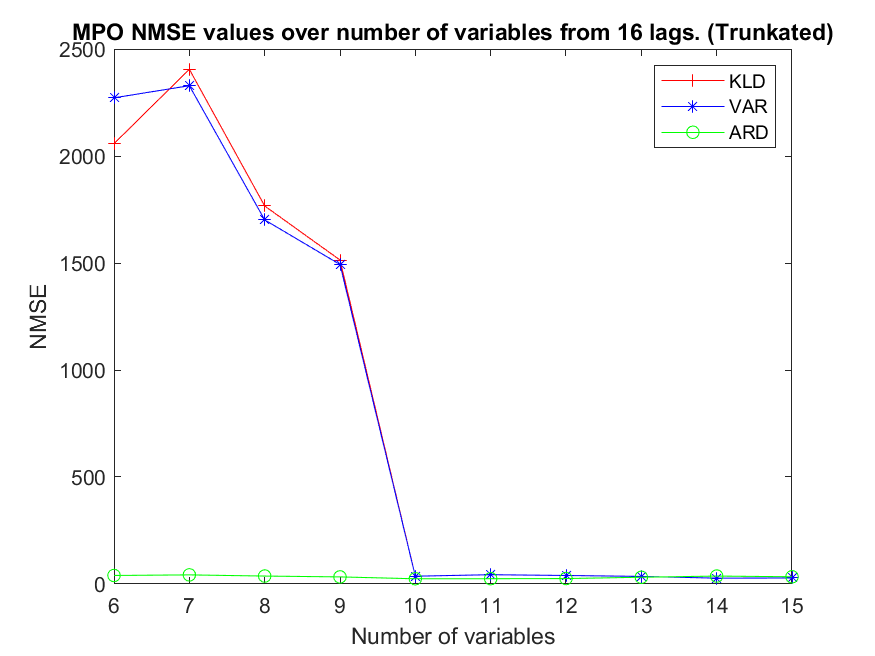 MPO NMSE values over number of variables from 16 lags. (Trunkated)
2500
2000
1500
1000
500
0
NMSE
KLD
VAR
ARD
6 7 8 9 10 11 12 13 14 15
Number of variables